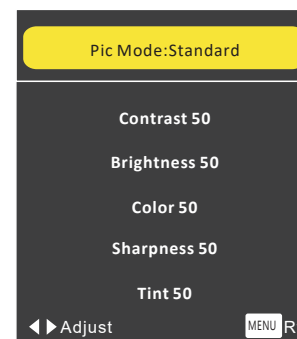 Pic Mode:Standard
Contrast 50
Brightness 50
Color 50
Sharpness 50
Tint 50
Adjust MENU R